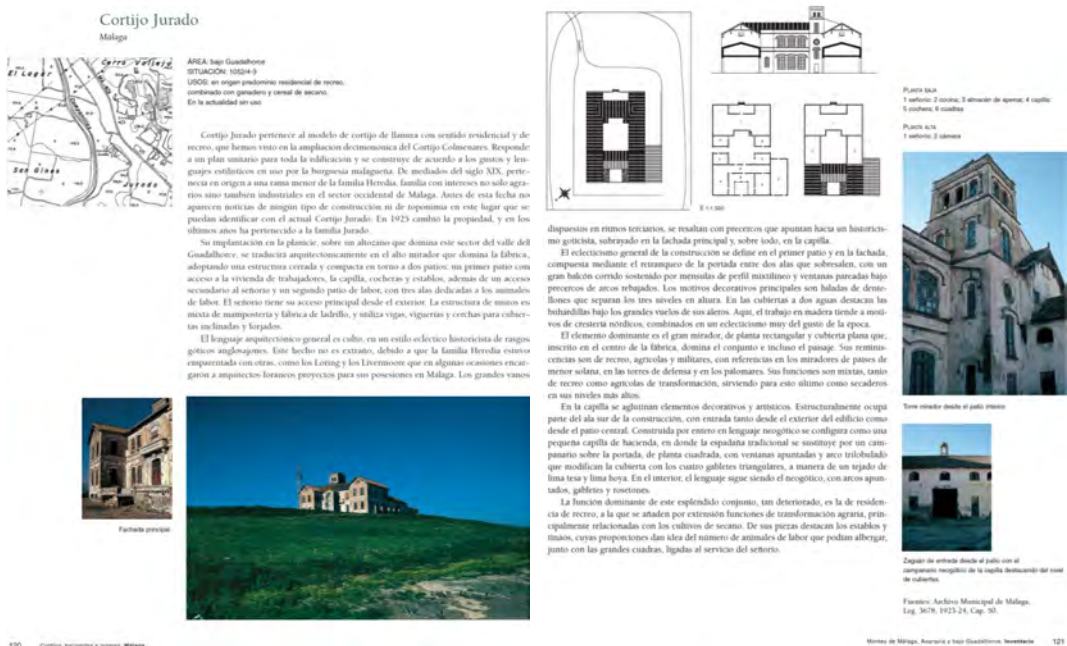 Cortijo Jurado
Málaga
El Lagar
Cerro Vallejo
San Ginés
Jurado
ÁREA: bajo Guadalhorce
SITUACIÓN: 1052/4-
USOS: en origen predominio residencial de recreo,
combinado con ganadero y cereal de secano.
En la actualidad sin uso
Cortijo Jurado pertenece al modelo de cortijo de llanura con sentido residencial y de
recreo, que hemos visto en la ampliación decimonónica del Cortijo Colmenares. Responde
a un plan unitario para toda la edificación y se construye de acuerdo a los gustos y len-
guajes estilísticos en uso por la burguesía malagueña. De mediados del siglo XIX, perte-
necía en origen a una rama menor de la familia Heredia, familia con intereses no sólo agra-
rios sino también industriales en el sector occidental de Málaga. Antes de esta fecha no
aparecen noticias de ningún tipo de construcción ni de toponimia en este lugar que se
puedan identificar con el actual Cortijo Jurado. En 1925 cambió la propiedad, y en los
últimos años ha pertenecido a la familia Jurado.
Su implantación en la planicie, sobre un altozano que domina este sector del valle del
Guadalhorce, se traducirá arquitectónicamente en el alto mirador que domina la fábrica,
adoptando una estructura cerrada y compacta en torno a dos patios: un primer patio con
acceso a la vivienda de trabajadores, la capilla, cocheras y establos, además de un acceso
secundario al señorío y un segundo patio de labor, con tres alas dedicadas a los animales
de labor. El señorío tiene su acceso principal desde el exterior. La estructura de muros es
mixta de mampostería y fábrica de ladrillo, y utiliza vigas, viguerías y cerchas para cubier-
tas inclinadas y forjados.
El lenguaje arquitectónico general es culto, en un estilo ecléctico historicista de rasgos
góticos anglosajones. Este hecho no es extraño, debido a que la familia Heredia estuvo
emparentada con otras, como los Loring y los Livermoore que en algunas ocasiones encar-
garon a arquitectos foráneos proyectos para sus posesiones en Málaga. Los grandes vanos
Fachada principal
120
Cortijos, haciendas y lagares. Málaga
E 1:1.500
PLANTA BAJA
1 señorío; 2 cocina; 3 almacén de aperos; 4 capilla;
5 cochera; 6 cuadras
PLANTA ALTA
1 señorío; 2 cámara
dispuestos en ritmos terciarios, se resaltan con precercos que apuntan hacia un historicis-
mo goticista, subrayado en la fachada principal y, sobre todo, en la capilla.
El eclecticismo general de la construcción se define en el primer patio y en la fachada,
compuesta mediante el retranqueo de la portada entre dos alas que sobresalen, con un
gran balcón corrido sostenido por ménsulas de perfil mixtilíneo y ventanas pareadas bajo
precercos de arcos rebajados. Los motivos decorativos principales son hiladas de dente-
llones que separan los tres niveles en altura. En las cubiertas a dos aguas destacan las
buhardillas bajo los grandes vuelos de sus aleros. Aquí, el trabajo en madera tiende a moti-
vos de crestería nórdicos, combinados en un eclecticismo muy del gusto de la época.
El elemento dominante es el gran mirador, de planta rectangular y cubierta plana que,
inscrito en el centro de la fábrica, domina el conjunto e incluso el paisaje. Sus reminis-
cencias son de recreo, agrícolas y militares, con referencias en los miradores de países de
menor solana, en las torres de defensa y en los palomares. Sus funciones son mixtas, tanto
de recreo como agrícolas de transformación, sirviendo para esto último como secaderos
en sus niveles más altos.
En la capilla se aglutinan elementos decorativos y artísticos. Estructuralmente ocupa
parte del ala sur de la construcción, con entrada tanto desde el exterior del edificio como
desde el patio central. Construida por entero en lenguaje neogótico se configura como una
pequeña capilla de hacienda, en donde la espadaña tradicional se sustituye por un cam-
panario sobre la portada, de planta cuadrada, con ventanas apuntadas y arco trilobulado
que modifican la cubierta con los cuatro gabletes triangulares, a manera de un tejado de
lima tesa y lima hoya. En el interior, el lenguaje sigue siendo el neogótico, con arcos apun-
tados, gabletes y rosetones.
La función dominante de este espléndido conjunto, tan deteriorado, es la de residen-
cia de recreo, a la que se añaden por extensión funciones de transformación agraria, prin-
cipalmente relacionadas con los cultivos de secano. De sus piezas destacan los establos y
tinaos, cuyas proporciones dan idea del número de animales de labor que podían albergar,
junto con las grandes cuadras, ligadas al servicio del señorío.
Torre mirador desde el patio interior
Zaguán de entrada desde el patio con el
campanario neogótico de la capilla destacando del nivel
de cubiertas.
Fuentes: Archivo Municipal de Málaga,
Leg. 3678, 1923-24, Cap. 50.
Montes de Málaga, Axarquía y bajo Guadalhorce. Inventario
121